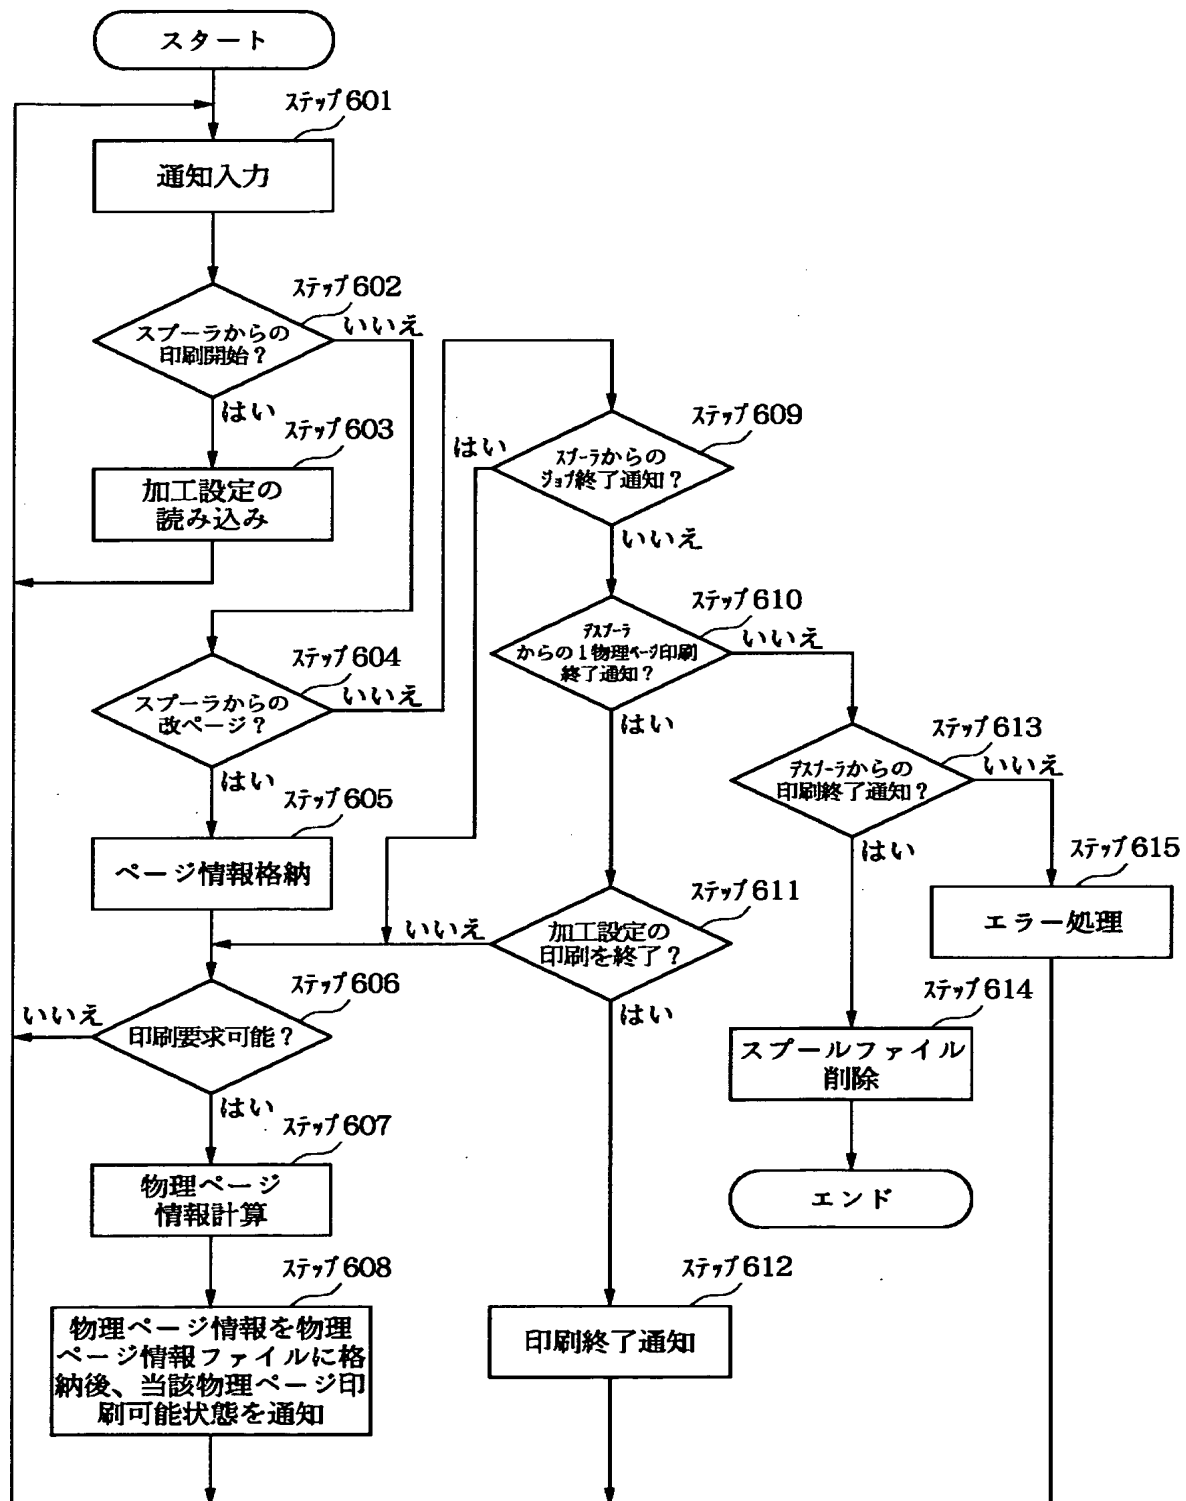 スタート
ステップ601
通知入力
ステップ602
スプーラからの
印刷開始？
いいえ
はい
ステップ603
加工設定の
読み込み
ステップ604
スプーラからの
改ページ？
いいえ
はい
ステップ605
ページ情報格納
ステップ606
印刷要求可能？
いいえ
はい
ステップ607
物理ページ
情報計算
ステップ608
物理ページ情報を物理
ページ情報ファイルに格
納後、当該物理ページ印
刷可能状態を通知
ステップ609
スプーラからの
ジョブ終了通知？
はい
いいえ
ステップ610
デスプーラ
からの１物理ページ印刷
終了通知？
いいえ
はい
ステップ611
加工設定の
印刷を終了？
いいえ
はい
ステップ612
印刷終了通知
ステップ613
デスプーラからの
印刷終了通知？
いいえ
はい
ステップ614
スプールファイル
削除
エンド
ステップ615
エラー処理